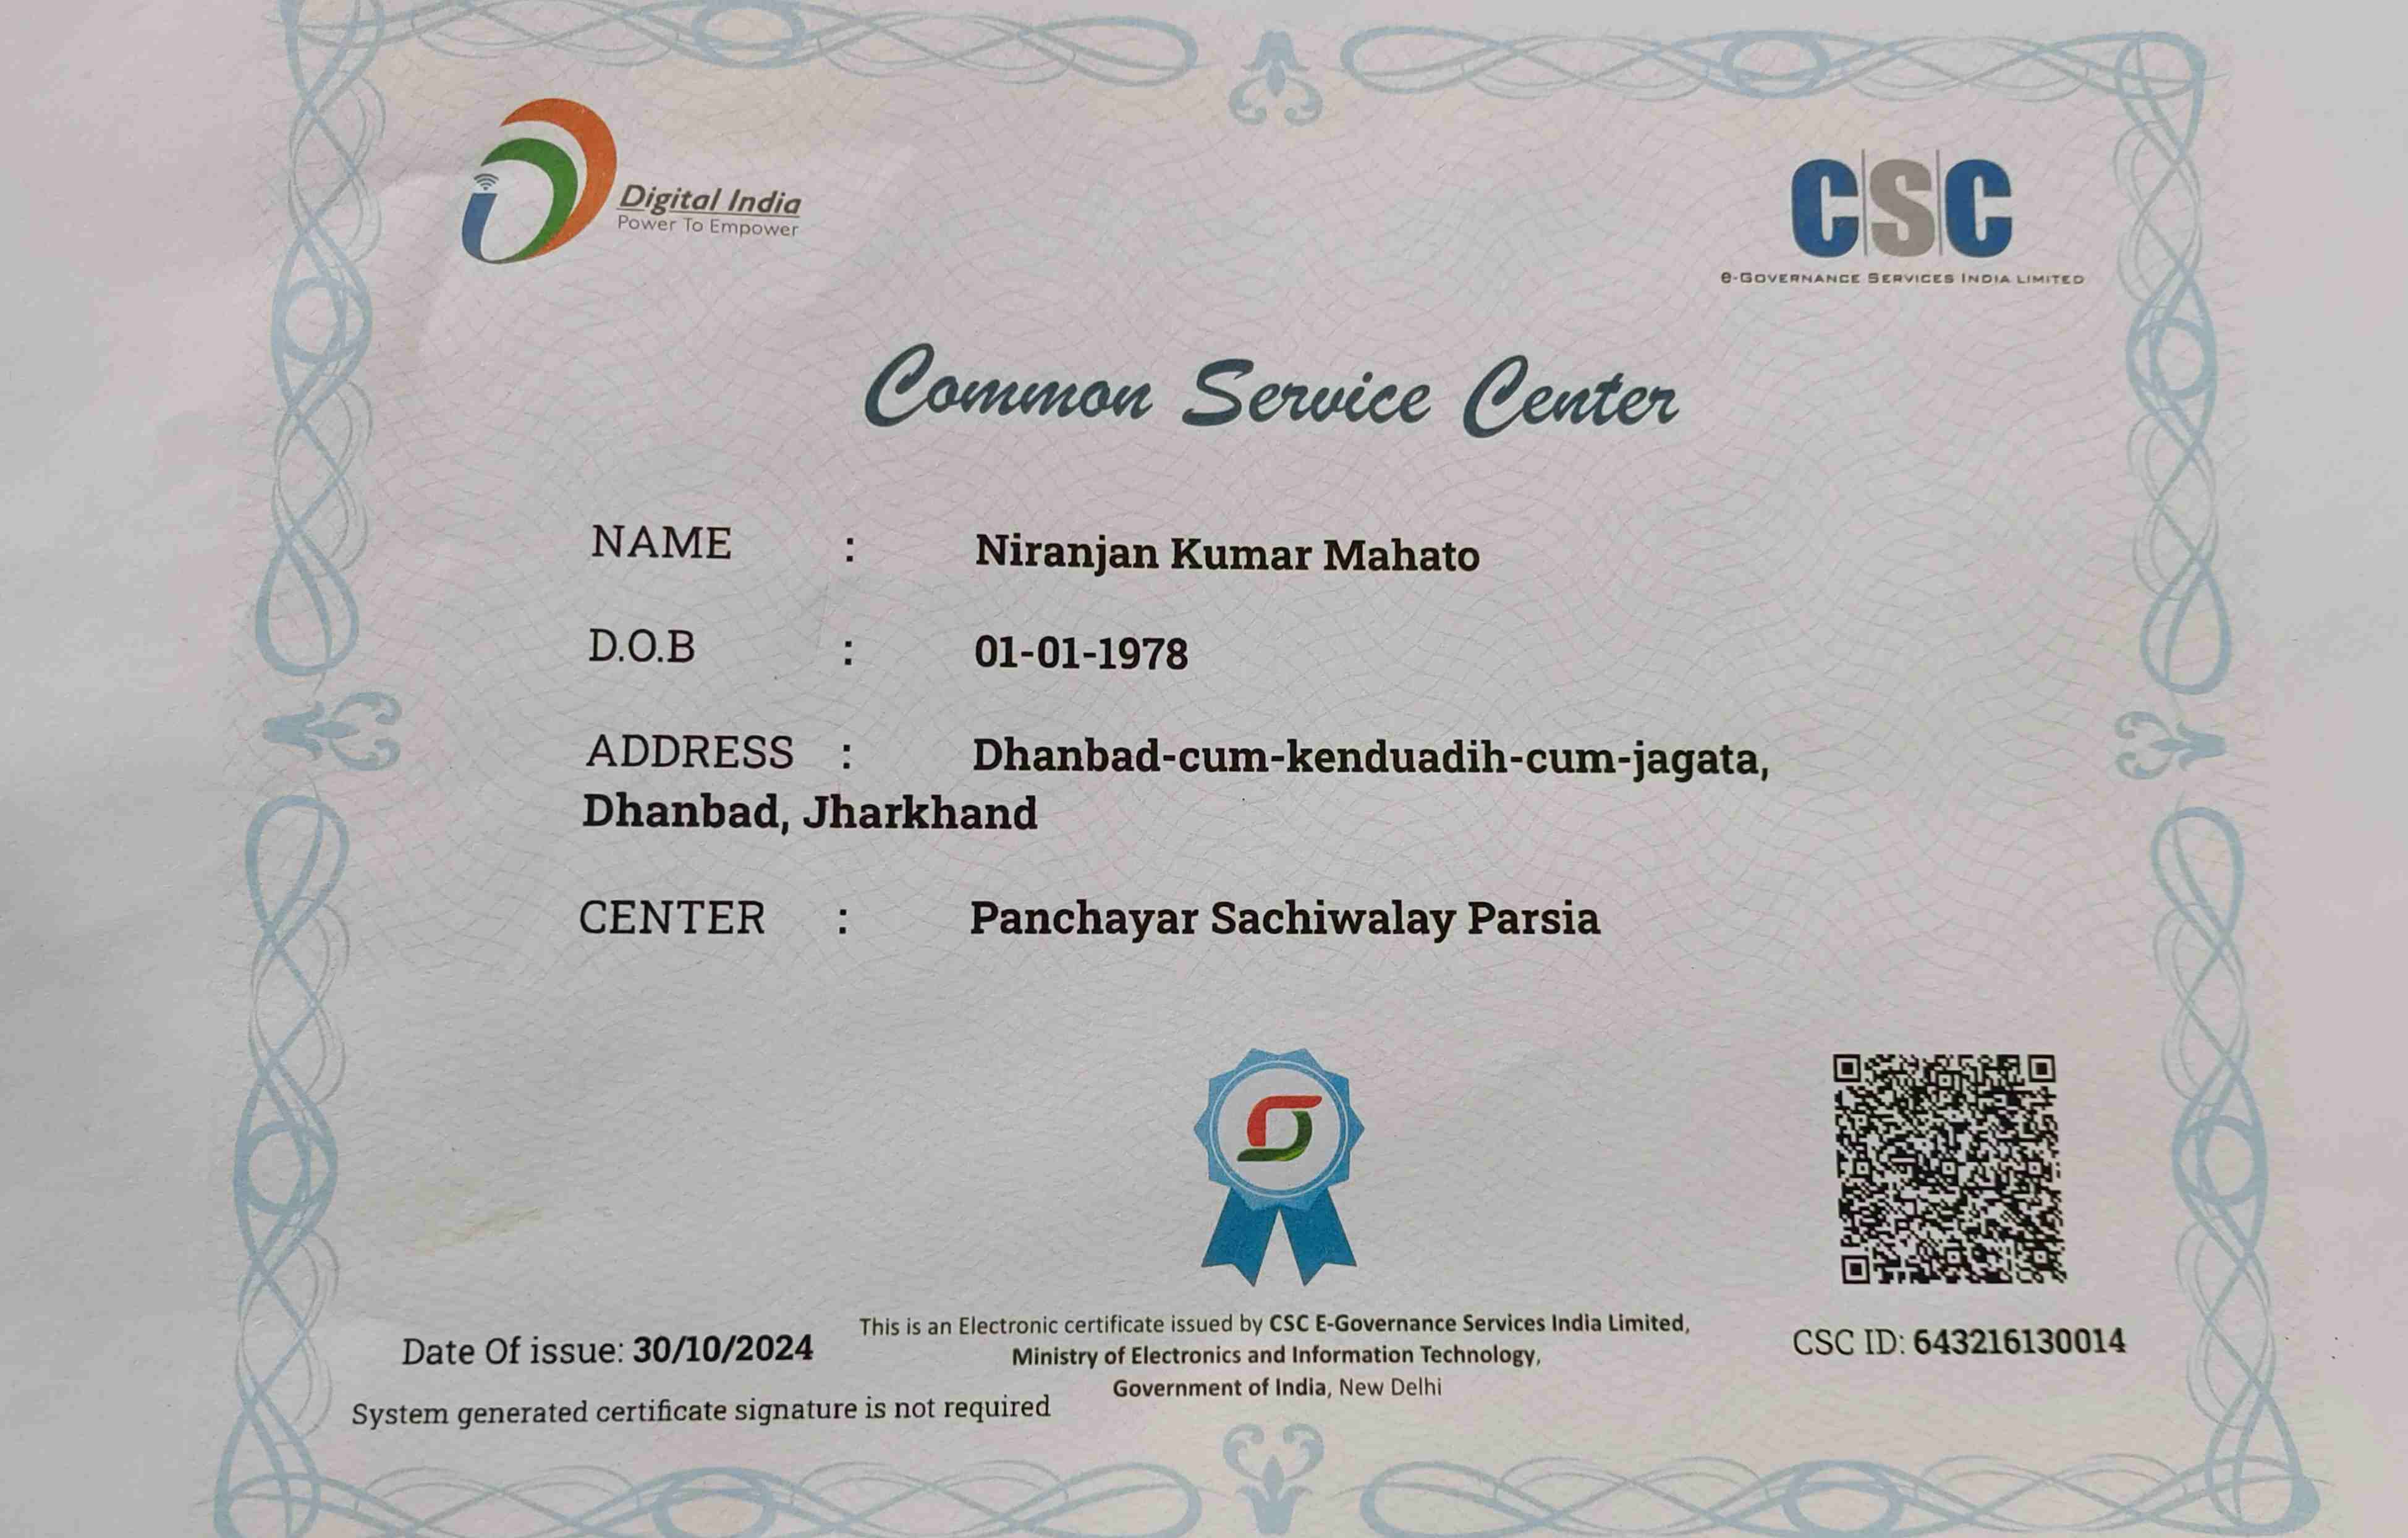 Digital India
Power To Empower
CSC
e-Governance Services India Limited
Common Service Center
NAME : Niranjan Kumar Mahato
D.O.B : 01-01-1978
ADDRESS : Dhanbad-cum-kenduadih-cum-jagata,
Dhanbad, Jharkhand
CENTER : Panchayar Sachiwalay Parsia
Date Of issue: 30/10/2024
System generated certificate signature is not required
This is an Electronic certificate issued by CSC E-Governance Services India Limited,
Ministry of Electronics and Information Technology,
Government of India, New Delhi
CSC ID: 643216130014